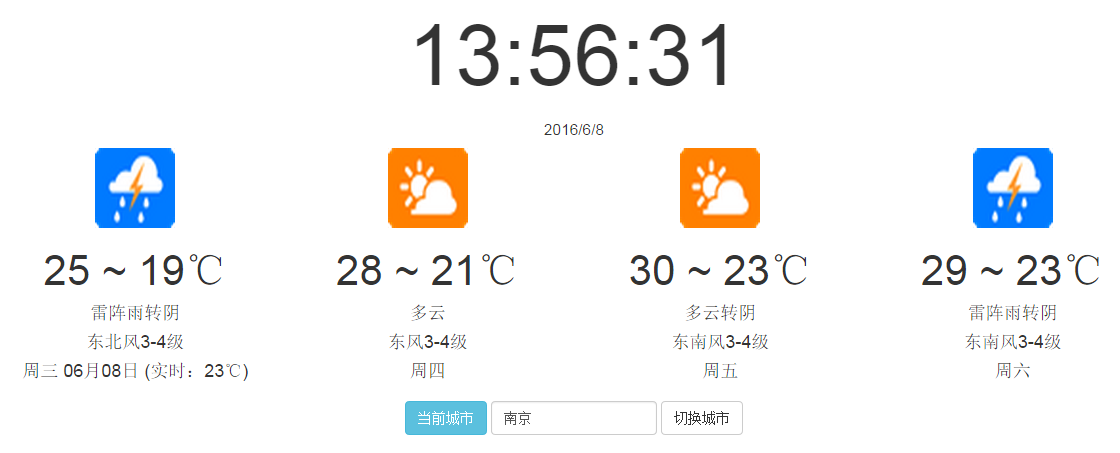 13:56:31
2016/6/8
25 ~ 19℃ 28 ~ 21℃ 30 ~ 23℃ 29 ~ 23℃
雷阵雨转阴 多云 多云转阴 雷阵雨转阴
东北风3-4级 东风3-4级 东南风3-4级 东南风3-4级
周三 06月08日 (实时：23℃) 周四 周五 周六
当前城市 南京 切换城市